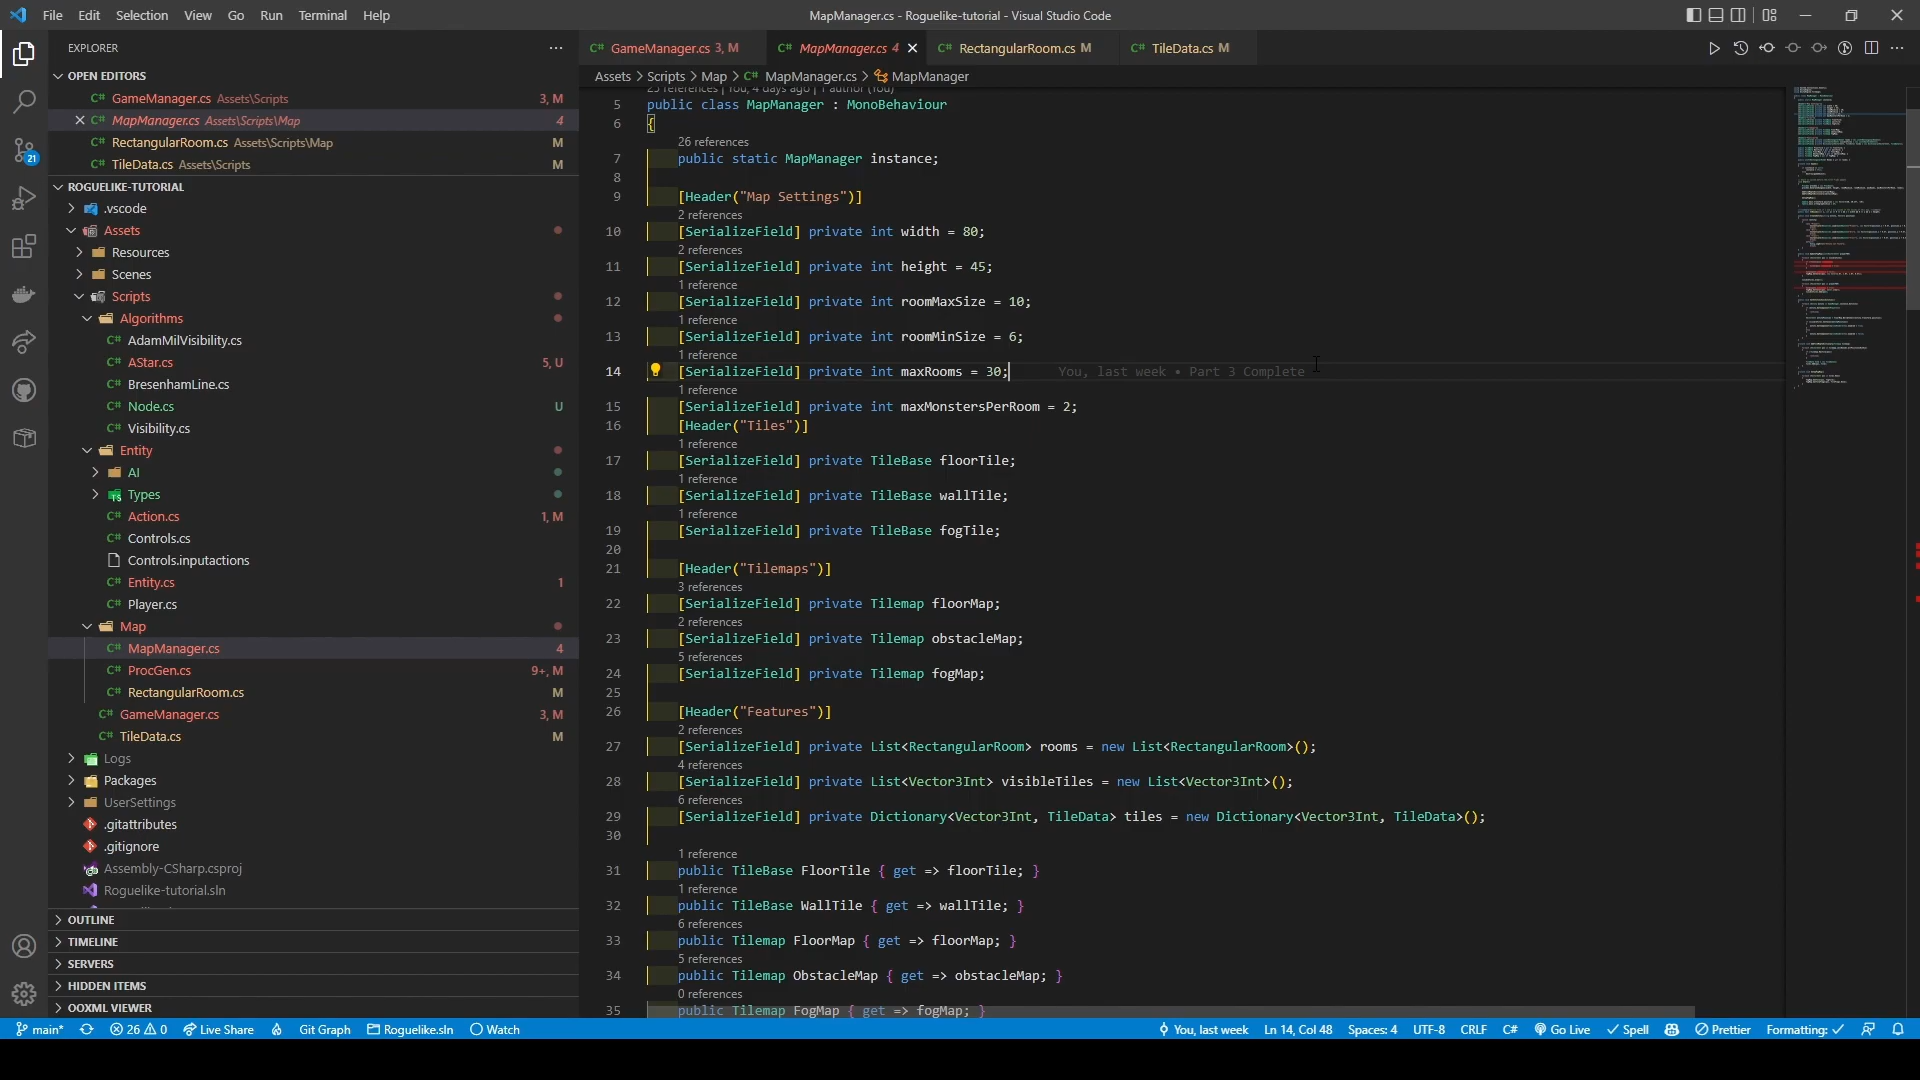 File Edit Selection View Go Run Terminal Help
MapManager.cs - Roguelike-tutorial - Visual Studio Code
EXPLORER
OPEN EDITORS
GameManager.cs Assets\Scripts 3, M
MapManager.cs Assets\Scripts\Map 4
RectangularRoom.cs Assets\Scripts\Map M
TileData.cs Assets\Scripts M
ROGUELIKE-TUTORIAL
.vscode
Assets
Resources
Scenes
Scripts
Algorithms
C# AdamMilVisibility.cs
C# AStar.cs 5, U
C# BresenhamLine.cs
C# Node.cs U
C# Visibility.cs
Entity
AI
Types
C# Action.cs 1, M
C# Controls.cs
Controls.inputactions
C# Entity.cs 1
C# Player.cs
Map
C# MapManager.cs 4
C# ProcGen.cs 9+, M
C# RectangularRoom.cs M
C# GameManager.cs 3, M
C# TileData.cs M
Logs
Packages
UserSettings
.gitattributes
.gitignore
Assembly-CSharp.csproj
Roguelike-tutorial.sln
OUTLINE
TIMELINE
SERVERS
HIDDEN ITEMS
OOXML VIEWER
21
C# GameManager.cs 3, M
C# MapManager.cs 4
C# RectangularRoom.cs M
C# TileData.cs M
Assets > Scripts > Map > C# MapManager.cs > MapManager
25 references | You, 4 days ago | 1 author (You)
5 public class MapManager : MonoBehaviour
6 {
26 references
7 public static MapManager instance;
8
9 [Header("Map Settings")]
2 references
10 [SerializeField] private int width = 80;
2 references
11 [SerializeField] private int height = 45;
1 reference
12 [SerializeField] private int roomMaxSize = 10;
1 reference
13 [SerializeField] private int roomMinSize = 6;
1 reference
14 [SerializeField] private int maxRooms = 30; You, last week • Part 3 Complete
1 reference
15 [SerializeField] private int maxMonstersPerRoom = 2;
16 [Header("Tiles")]
1 reference
17 [SerializeField] private TileBase floorTile;
1 reference
18 [SerializeField] private TileBase wallTile;
1 reference
19 [SerializeField] private TileBase fogTile;
20
21 [Header("Tilemaps")]
3 references
22 [SerializeField] private Tilemap floorMap;
2 references
23 [SerializeField] private Tilemap obstacleMap;
5 references
24 [SerializeField] private Tilemap fogMap;
25
26 [Header("Features")]
2 references
27 [SerializeField] private List<RectangularRoom> rooms = new List<RectangularRoom>();
4 references
28 [SerializeField] private List<Vector3Int> visibleTiles = new List<Vector3Int>();
6 references
29 [SerializeField] private Dictionary<Vector3Int, TileData> tiles = new Dictionary<Vector3Int, TileData>();
30
1 reference
31 public TileBase FloorTile { get => floorTile; }
1 reference
32 public TileBase WallTile { get => wallTile; }
6 references
33 public Tilemap FloorMap { get => floorMap; }
5 references
34 public Tilemap ObstacleMap { get => obstacleMap; }
0 references
35 public Tilemap FogMap { get => fogMap; }
main* 26 0 Live Share Git Graph Roguelike.sln Watch You, last week Ln 14, Col 48 Spaces: 4 UTF-8 CRLF C# Go Live Spell Prettier Formatting: